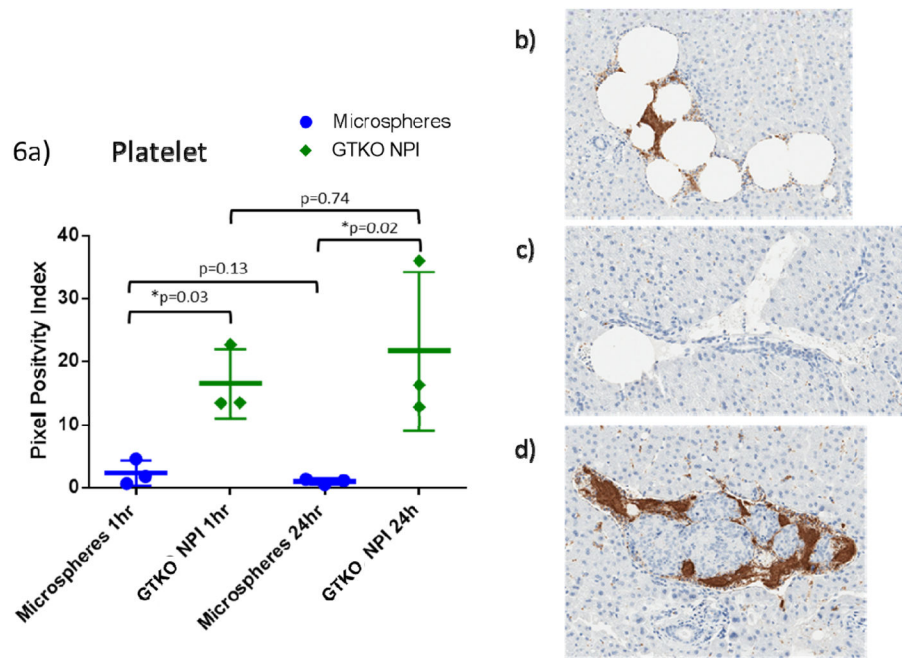 6a) Platelet
Microspheres
GTKO NPI
p=0.74
*p=0.02
p=0.13
*p=0.03
Pixel Positvity Index
40
30
20
10
0
Microspheres 1hr
GTKO NPI 1hr
Microspheres 24hr
GTKO NPI 24h
b)
c)
d)